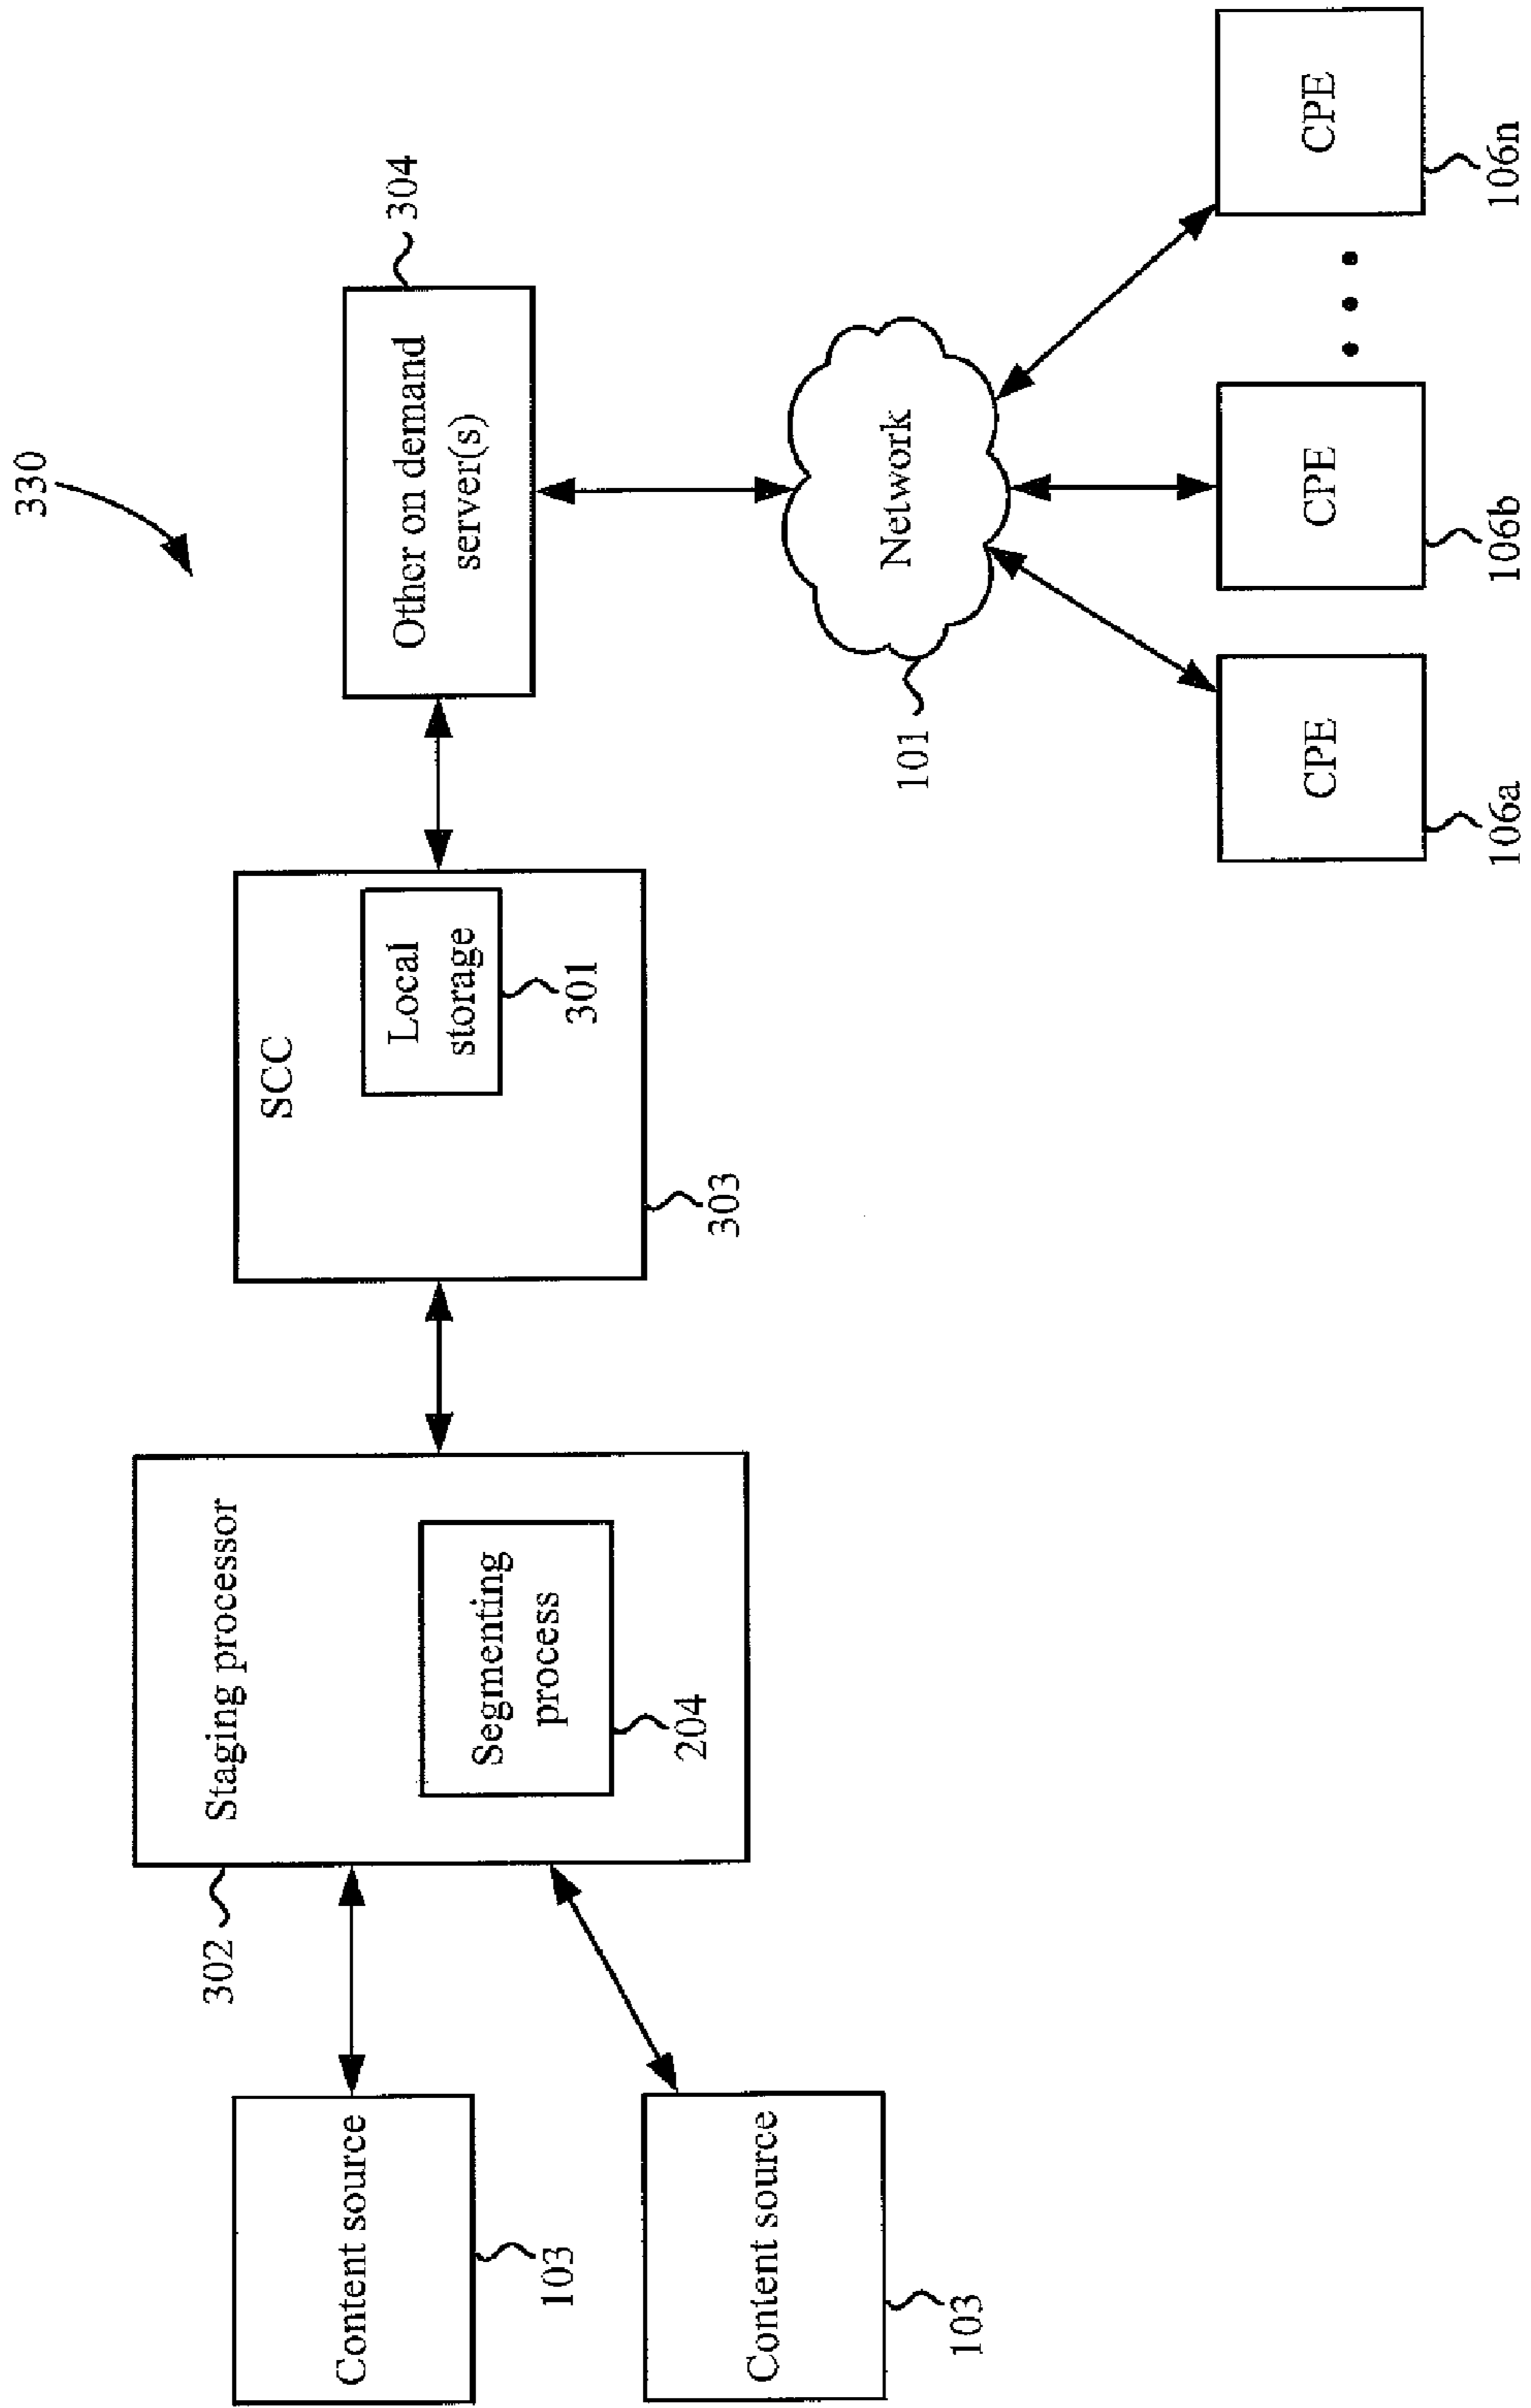 330
Content source
103
Content source
103
302
Staging processor
Segmenting
process
204
SCC
Local
storage
301
303
Other on demand
server(s)
304
Network
101
CPE
106a
CPE
106b
CPE
106n